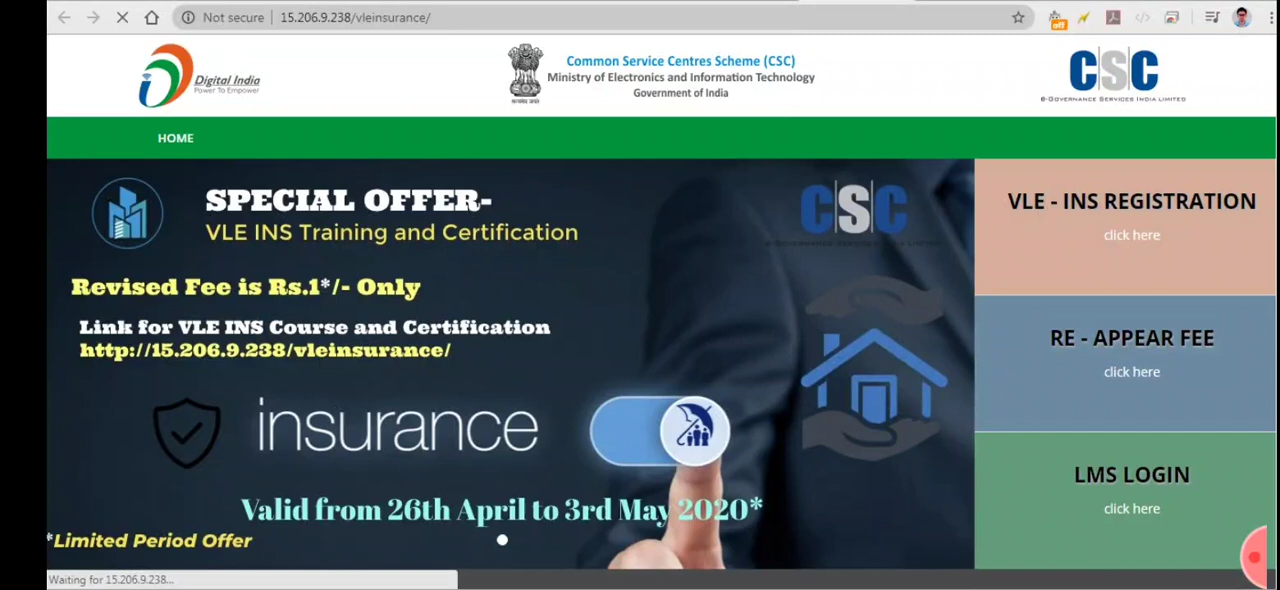 Not secure | 15.206.9.238/vleinsurance/
off
Digital India
Power To Empower
सत्यमेव जयते
Common Service Centres Scheme (CSC)
Ministry of Electronics and Information Technology
Government of India
CSC
e-Governance Services India Limited
HOME
SPECIAL OFFER-
VLE INS Training and Certification
Revised Fee is Rs.1*/- Only
Link for VLE INS Course and Certification
http://15.206.9.238/vleinsurance/
insurance
Valid from 26th April to 3rd May 2020*
*Limited Period Offer
CSC
VLE - INS REGISTRATION
click here
RE - APPEAR FEE
click here
LMS LOGIN
click here
Waiting for 15.206.9.238...